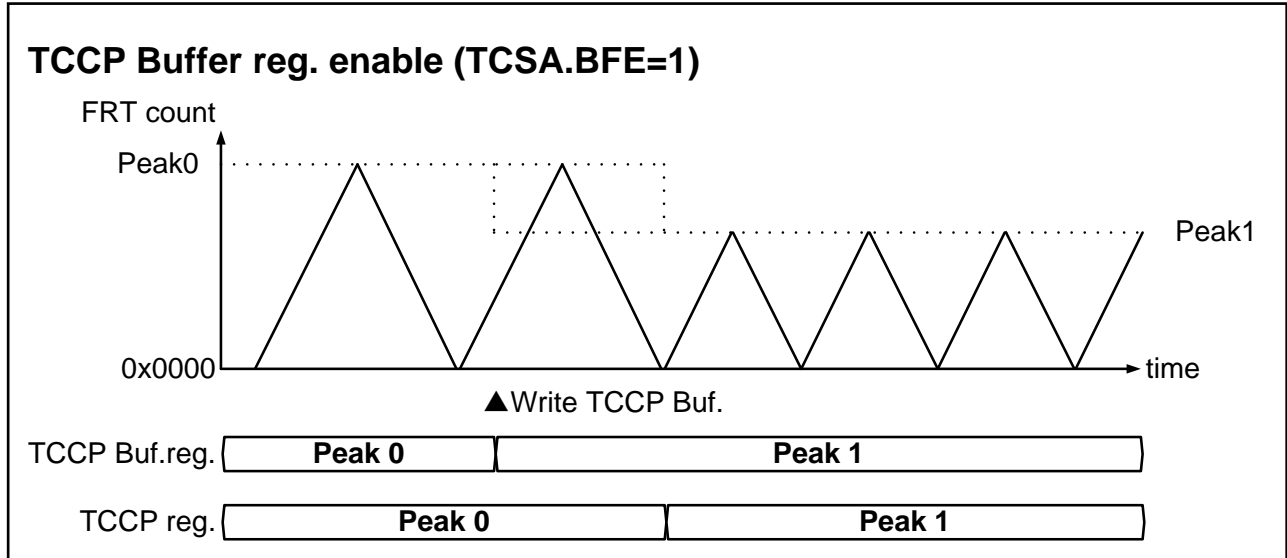 TCCP Buffer reg. enable (TCSA.BFE=1)
FRT count
Peak0
Peak1
0x0000
time
▲Write TCCP Buf.
TCCP Buf.reg. Peak 0 Peak 1
TCCP reg. Peak 0 Peak 1